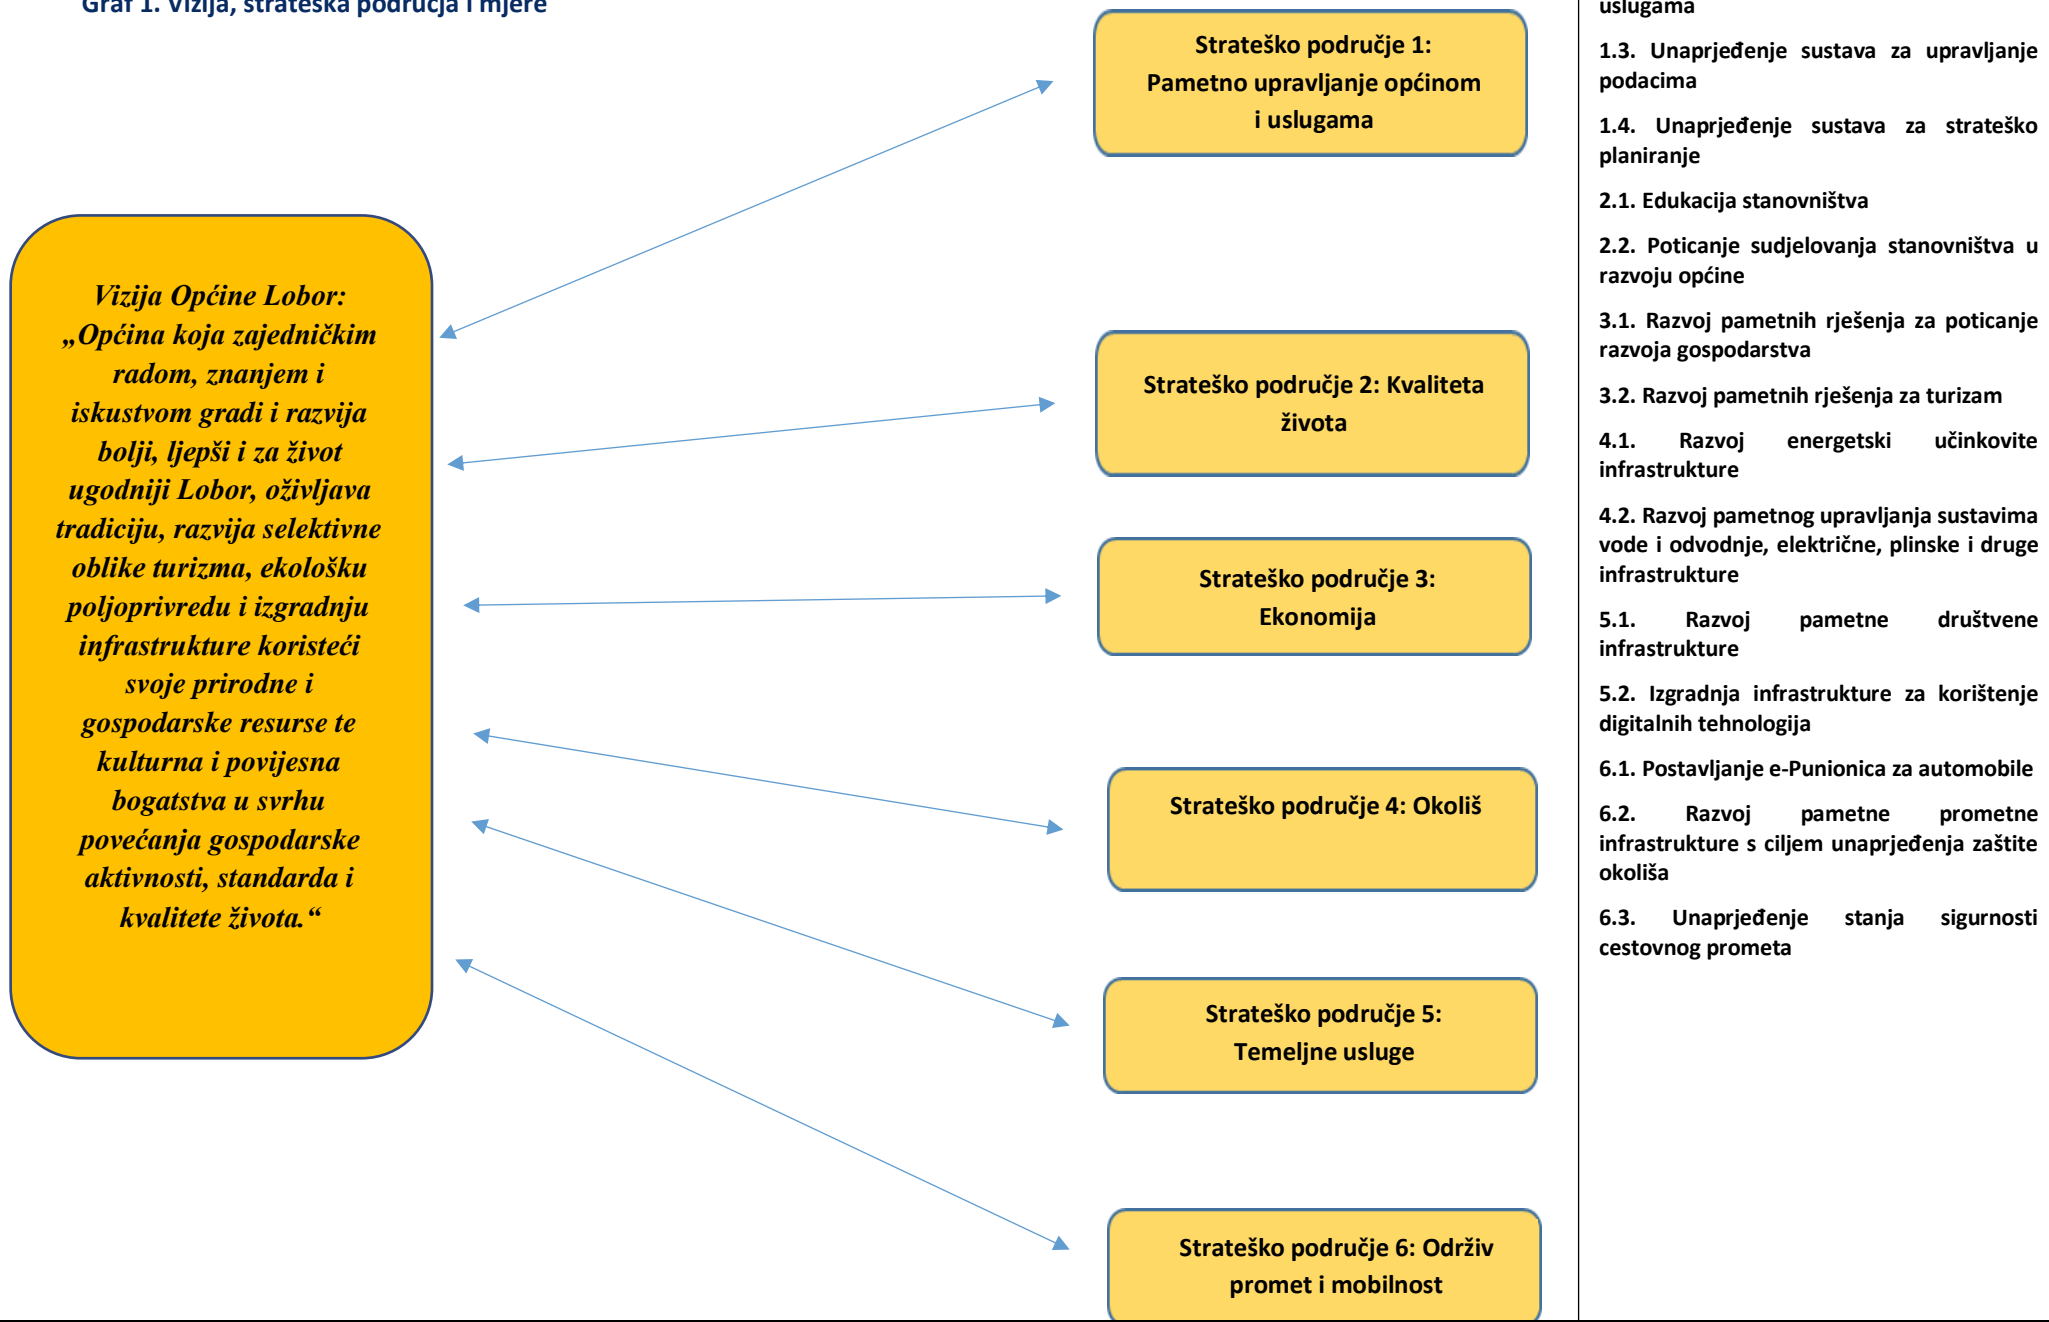 Graf 1. Vizija, strateška područja i mjere
Vizija Općine Lobor:
„Općina koja zajedničkim
radom, znanjem i
iskustvom gradi i razvija
bolji, ljepši i za život
ugodniji Lobor, oživljava
tradiciju, razvija selektivne
oblike turizma, ekološku
poljoprivredu i izgradnju
infrastrukture koristeći
svoje prirodne i
gospodarske resurse te
kulturna i povijesna
bogatstva u svrhu
povećanja gospodarske
aktivnosti, standarda i
kvalitete života.“
Strateško područje 1:
Pametno upravljanje općinom
i uslugama
Strateško područje 2: Kvaliteta
života
Strateško područje 3:
Ekonomija
Strateško područje 4: Okoliš
Strateško područje 5:
Temeljne usluge
Strateško područje 6: Održiv
promet i mobilnost
uslugama
1.3. Unaprjeđenje sustava za upravljanje
podacima
1.4. Unaprjeđenje sustava za strateško
planiranje
2.1. Edukacija stanovništva
2.2. Poticanje sudjelovanja stanovništva u
razvoju općine
3.1. Razvoj pametnih rješenja za poticanje
razvoja gospodarstva
3.2. Razvoj pametnih rješenja za turizam
4.1. Razvoj energetski učinkovite
infrastrukture
4.2. Razvoj pametnog upravljanja sustavima
vode i odvodnje, električne, plinske i druge
infrastrukture
5.1. Razvoj pametne društvene
infrastrukture
5.2. Izgradnja infrastrukture za korištenje
digitalnih tehnologija
6.1. Postavljanje e-Punionica za automobile
6.2. Razvoj pametne prometne
infrastrukture s ciljem unaprjeđenja zaštite
okoliša
6.3. Unaprjeđenje stanja sigurnosti
cestovnog prometa